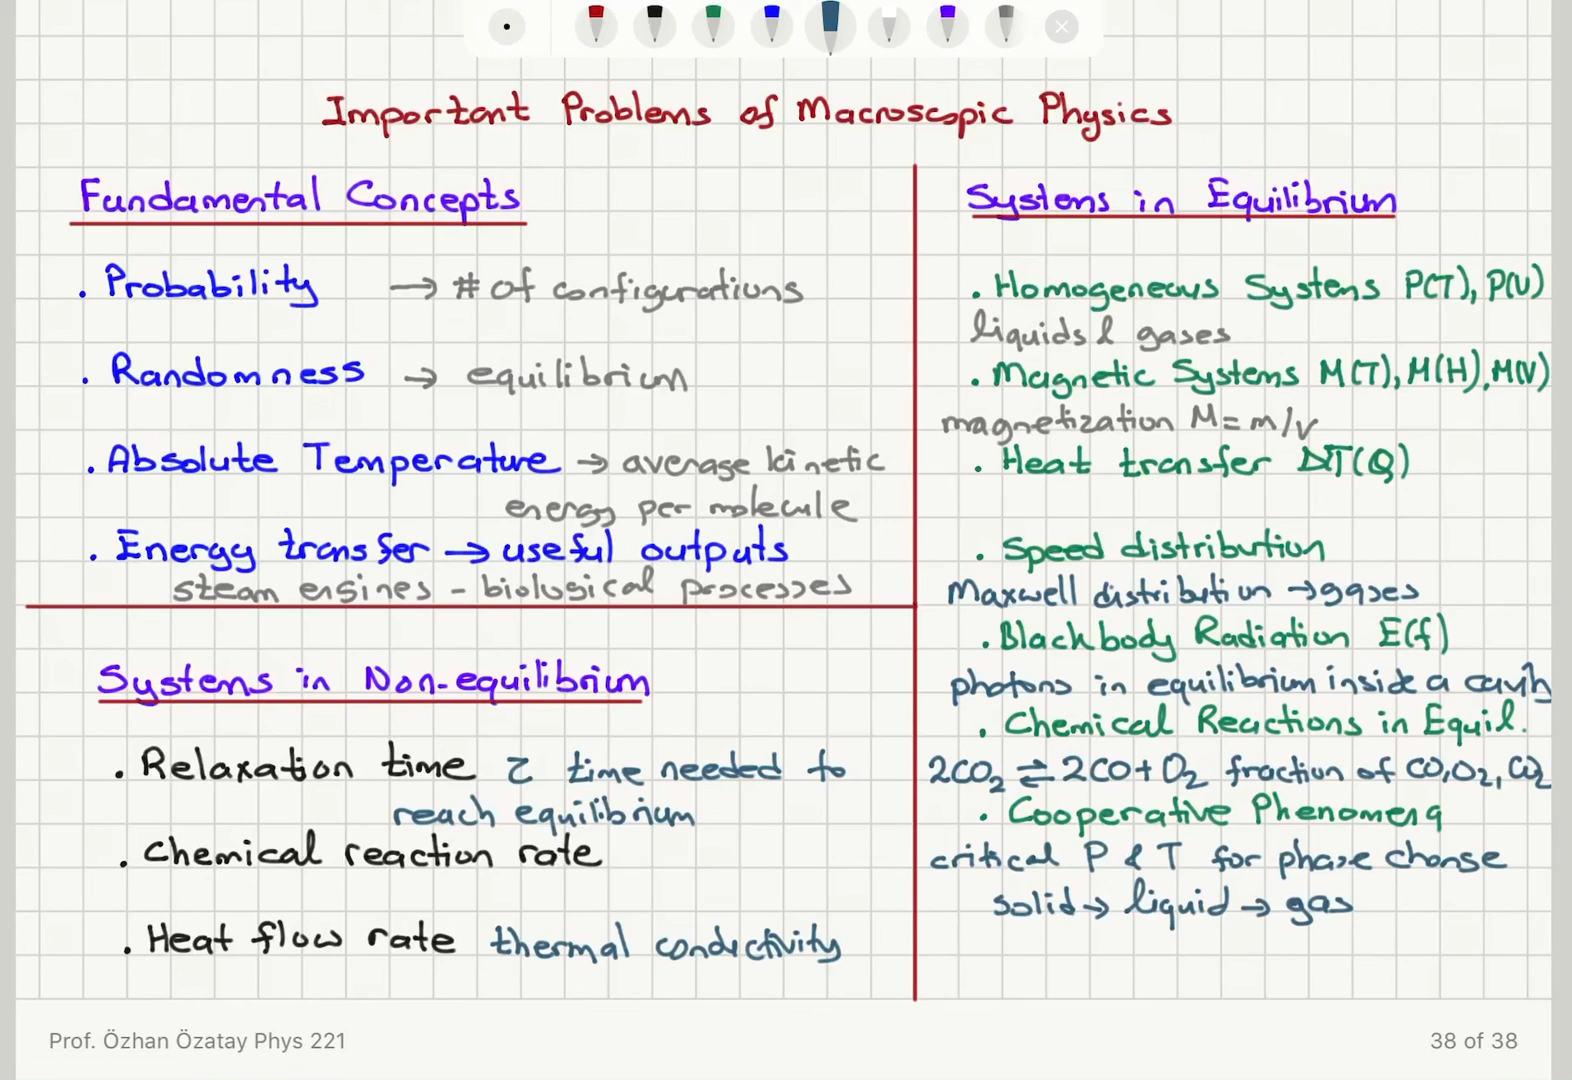 Important Problems of Macroscopic Physics
Fundamental Concepts
. Probability → # of configurations
. Randomness → equilibrium
. Absolute Temperature → average kinetic
energy per molecule
. Energy transfer → useful outputs
steam engines - biological processes
Systems in Non-equilibrium
. Relaxation time τ time needed to
reach equilibrium
. Chemical reaction rate
. Heat flow rate thermal conductivity
Systems in Equilibrium
. Homogeneous Systems P(T), P(V)
liquids & gases
. Magnetic Systems M(T), M(H), M(V)
magnetization M = m/V
. Heat transfer ΔT(Q)
. Speed distribution
Maxwell distribution → gases
. Blackbody Radiation E(f)
photons in equilibrium inside a cavity
. Chemical Reactions in Equil.
2CO₂ ⇌ 2CO + O₂ fraction of CO, O₂, CO₂
. Cooperative Phenomena
critical P & T for phase change
solid → liquid → gas
Prof. Özhan Özatay Phys 221
38 of 38